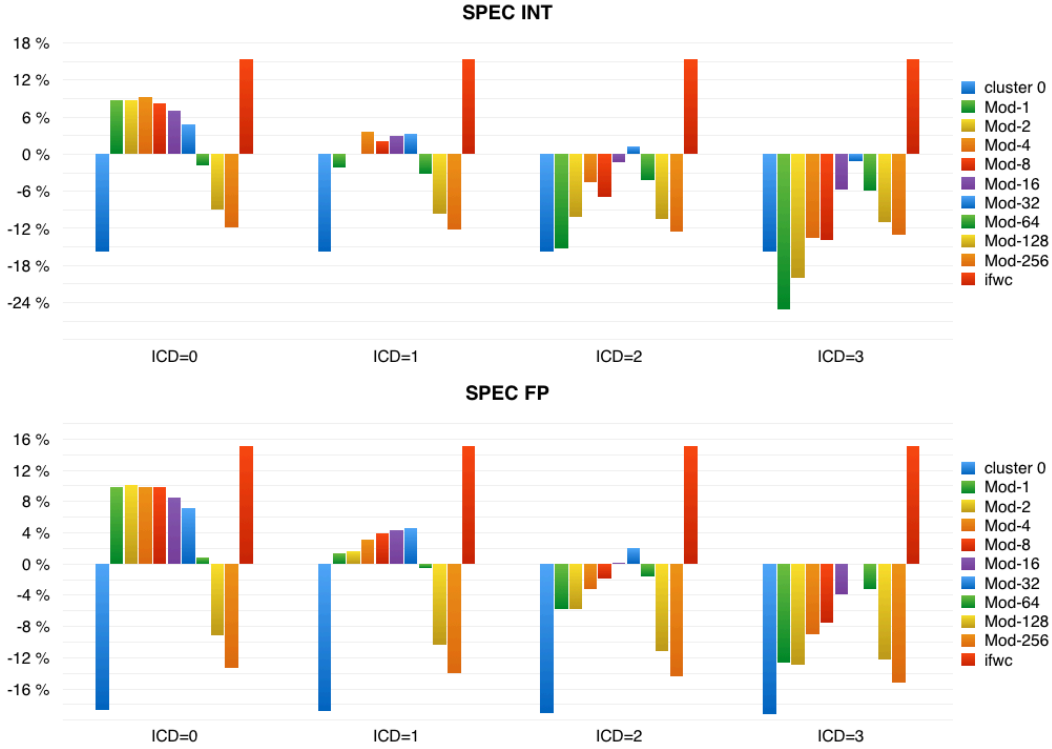 SPEC INT
18 %
12 %
6 %
0 %
-6 %
-12 %
-18 %
-24 %
ICD=0 ICD=1 ICD=2 ICD=3
cluster 0
Mod-1
Mod-2
Mod-4
Mod-8
Mod-16
Mod-32
Mod-64
Mod-128
Mod-256
ifwc
SPEC FP
16 %
12 %
8 %
4 %
0 %
-4 %
-8 %
-12 %
-16 %
ICD=0 ICD=1 ICD=2 ICD=3
cluster 0
Mod-1
Mod-2
Mod-4
Mod-8
Mod-16
Mod-32
Mod-64
Mod-128
Mod-256
ifwc